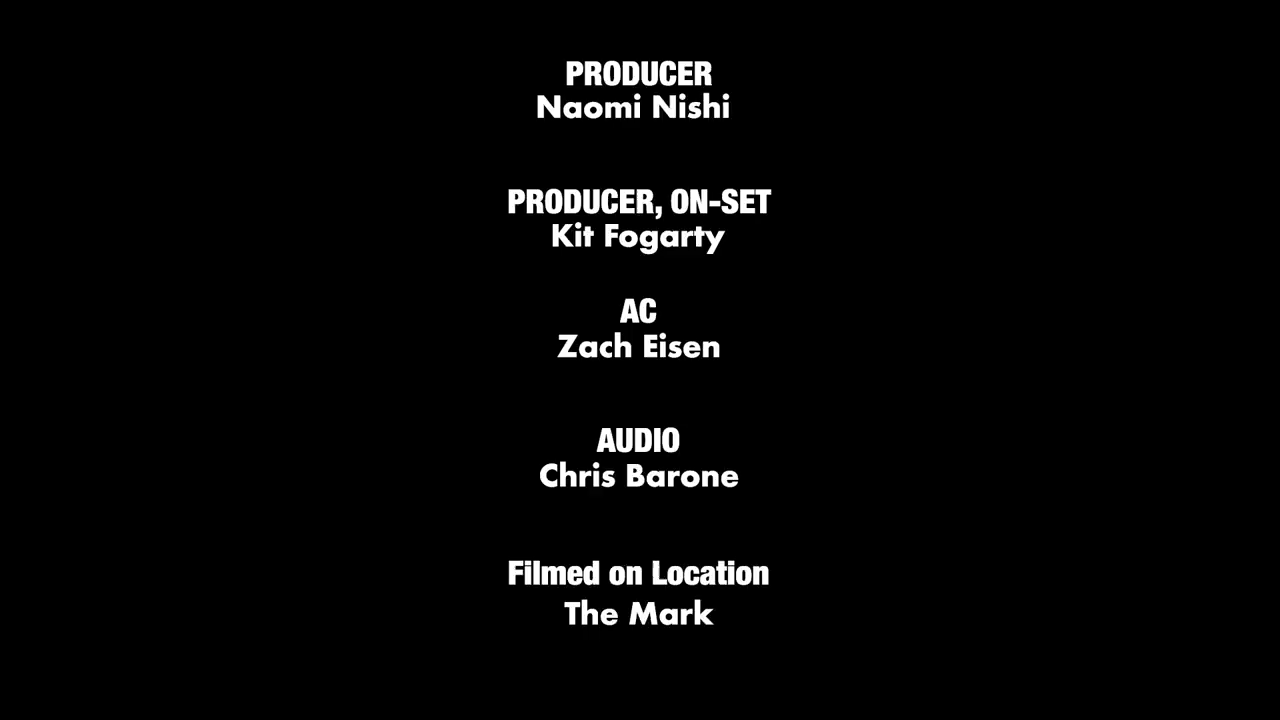 PRODUCER
Naomi Nishi
PRODUCER, ON-SET
Kit Fogarty
AC
Zach Eisen
AUDIO
Chris Barone
Filmed on Location
The Mark